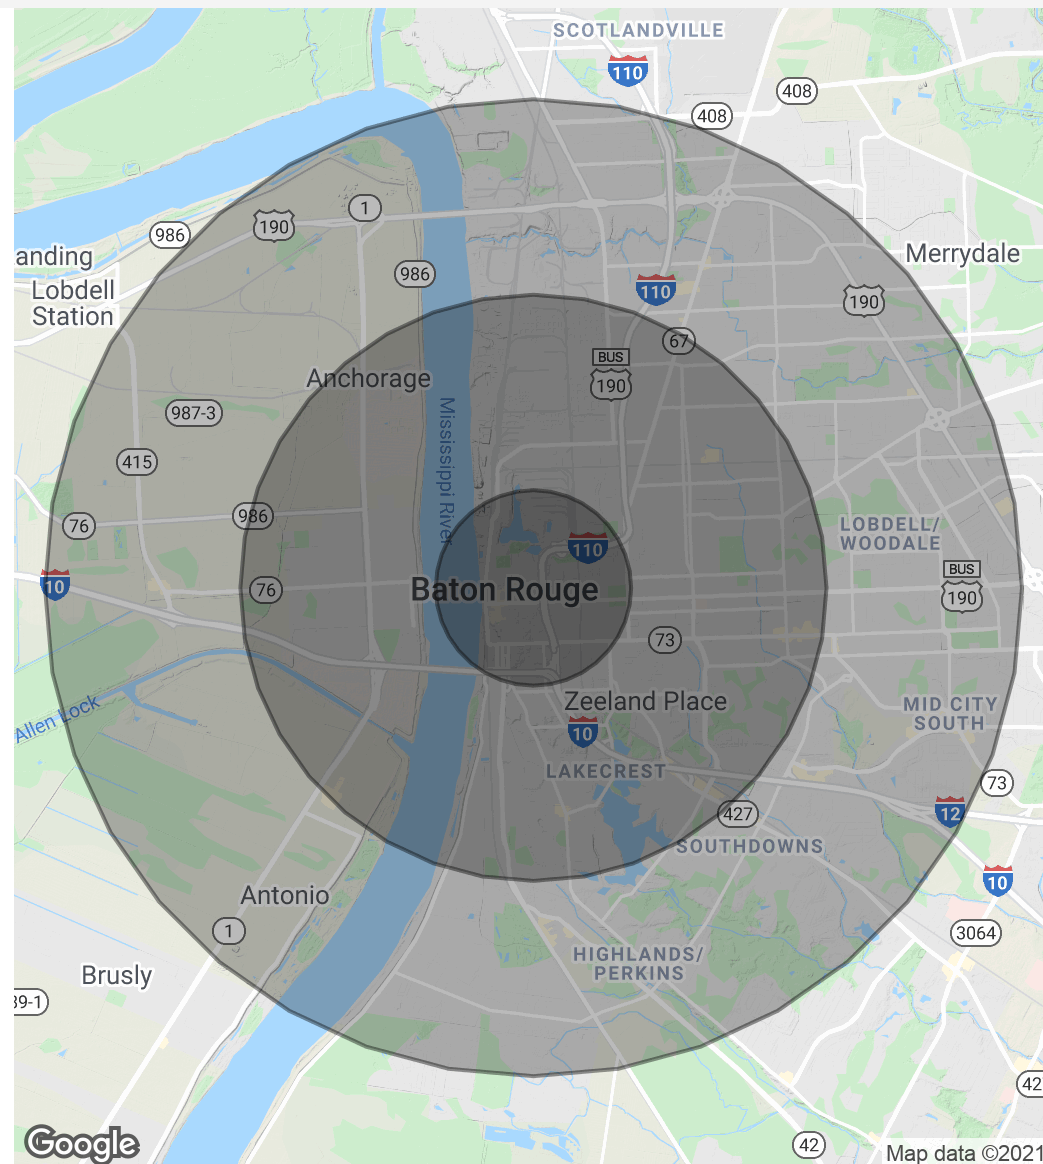 SCOTLANDVILLE
110
408
408
1
190
986
anding
Merrydale
986
Lobdell
Station
110
190
67
BUS
190
Anchorage
987-3
Mississippi River
415
986
76
LOBDELL/
WOODALE
110
10
76
Baton Rouge
BUS
190
73
Zeeland Place
Allen Lock
MID CITY
SOUTH
10
LAKECREST
73
427
12
SOUTHDOWNS
10
Antonio
1
3064
HIGHLANDS/
PERKINS
Brusly
39-1
42
42
Google
Map data ©2021